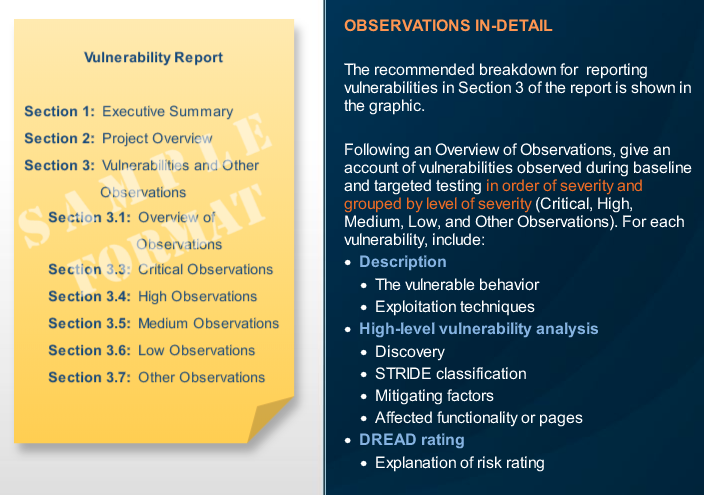 Vulnerability Report
Section 1: Executive Summary
Section 2: Project Overview
Section 3: Vulnerabilities and Other
Observations
Section 3.1: Overview of
Observations
Section 3.3: Critical Observations
Section 3.4: High Observations
Section 3.5: Medium Observations
Section 3.6: Low Observations
Section 3.7: Other Observations
SAMPLE
FORMAT
OBSERVATIONS IN-DETAIL
The recommended breakdown for reporting
vulnerabilities in Section 3 of the report is shown in
the graphic.
Following an Overview of Observations, give an
account of vulnerabilities observed during baseline
and targeted testing in order of severity and
grouped by level of severity (Critical, High,
Medium, Low, and Other Observations). For each
vulnerability, include:
• Description
• The vulnerable behavior
• Exploitation techniques
• High-level vulnerability analysis
• Discovery
• STRIDE classification
• Mitigating factors
• Affected functionality or pages
• DREAD rating
• Explanation of risk rating